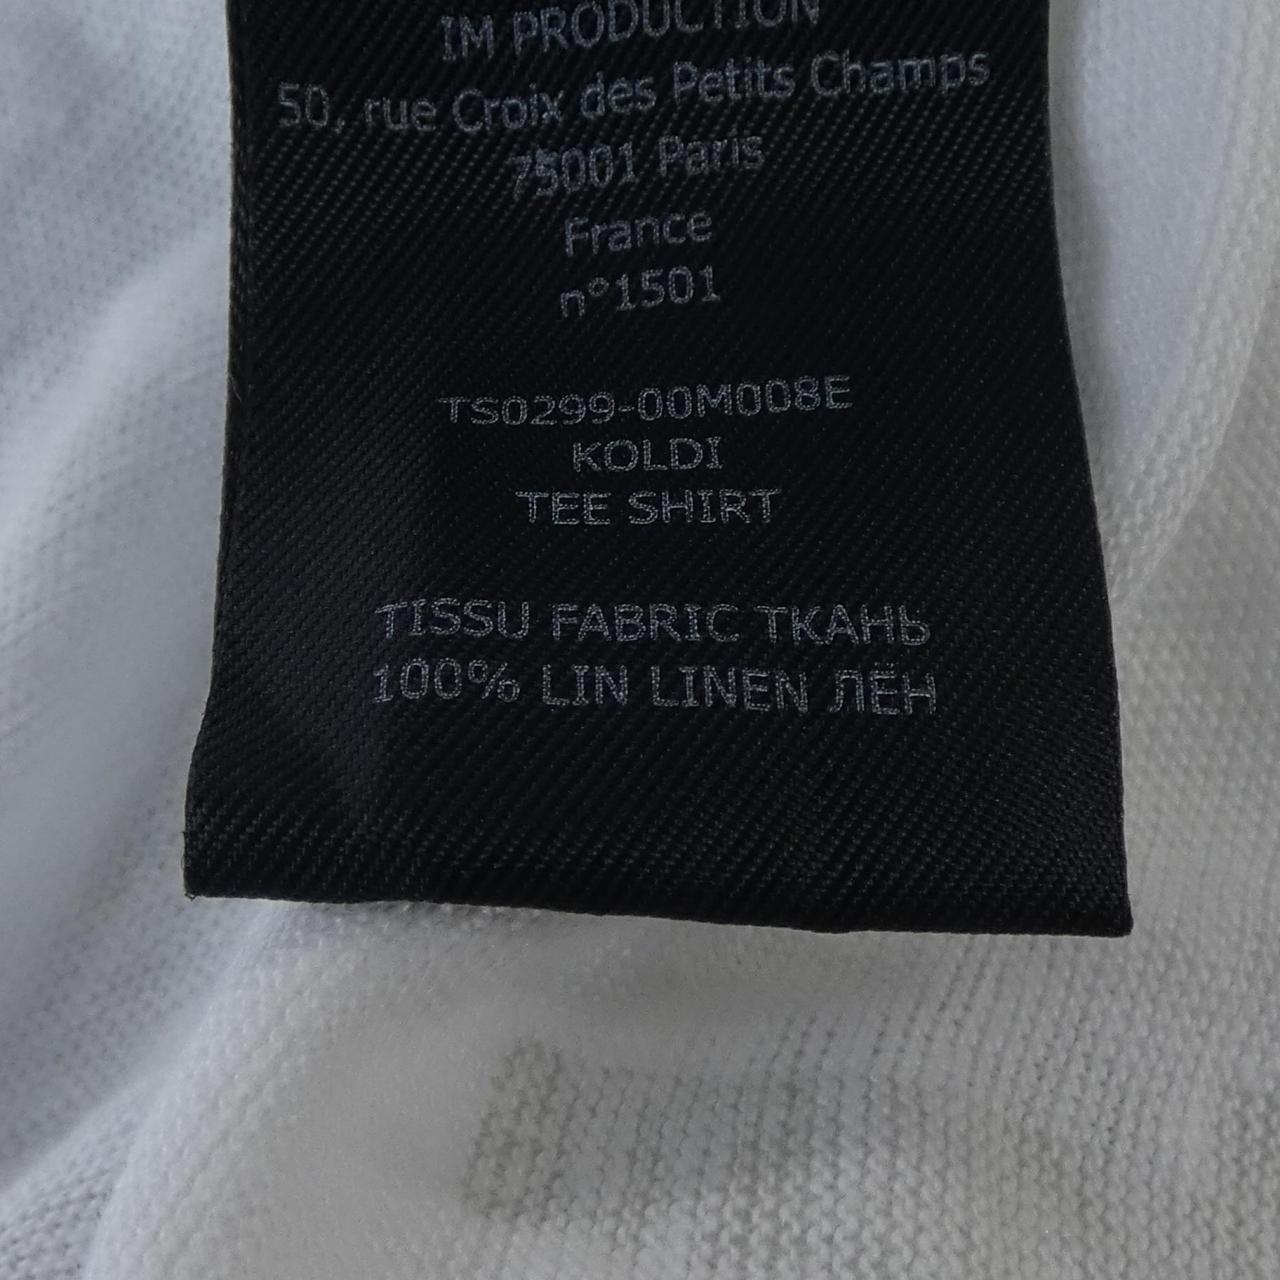 IM PRODUCTION
50, rue Croix des Petits Champs
75001 Paris
France
n°1501
TS0299-00M008E
KOLDI
TEE SHIRT
TISSU FABRIC ТКАНЬ
100% LIN LINEN ЛЁН